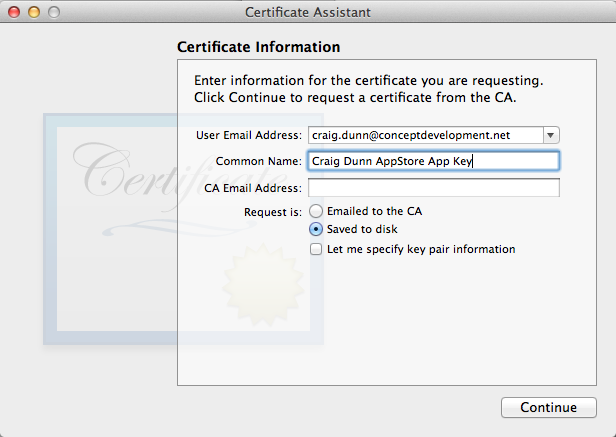 Certificate Assistant
Certificate Information
Enter information for the certificate you are requesting.
Click Continue to request a certificate from the CA.
Certificate
User Email Address: craig.dunn@conceptdevelopment.net
Common Name: Craig Dunn AppStore App Key
CA Email Address:
Request is: Emailed to the CA
Saved to disk
Let me specify key pair information
Continue